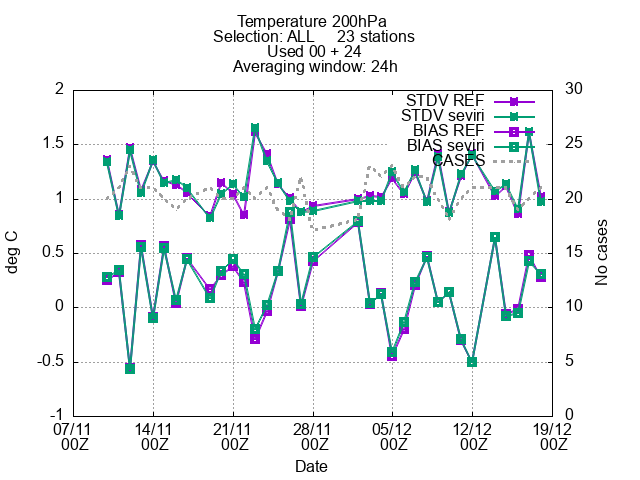 Temperature 200hPa
Selection: ALL 23 stations
Used 00 + 24
Averaging window: 24h
2
1.5
1
0.5
0
-0.5
-1
deg C
30
25
20
15
10
5
0
No cases
STDV REF
STDV seviri
BIAS REF
BIAS seviri
CASES
07/11 14/11 21/11 28/11 05/12 12/12 19/12
00Z 00Z 00Z 00Z 00Z 00Z 00Z
Date